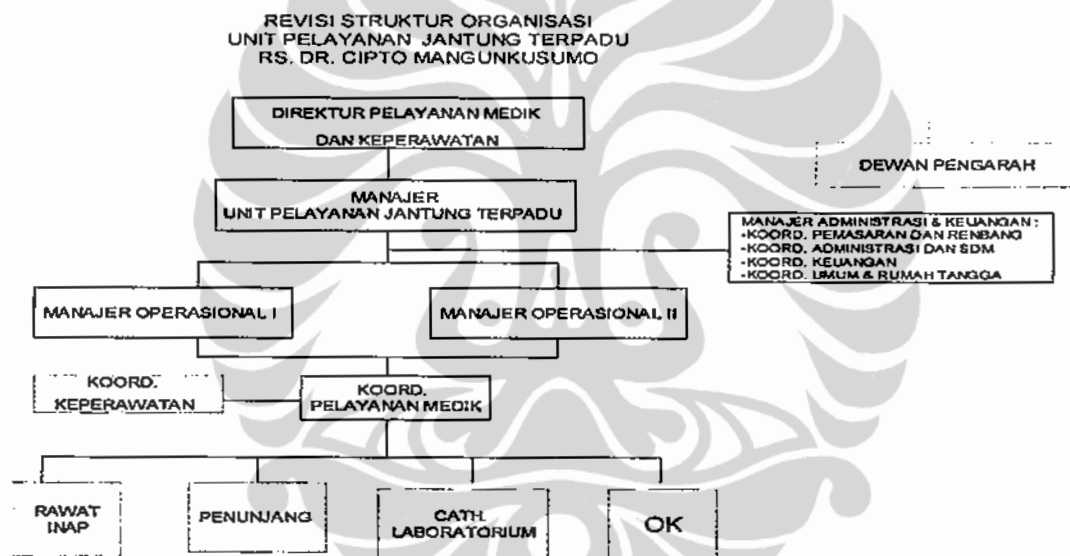 REVISI STRUKTUR ORGANISASI
UNIT PELAYANAN JANTUNG TERPADU
RS. DR. CIPTO MANGUNKUSUMO
DIREKTUR PELAYANAN MEDIK
DAN KEPERAWATAN
DEWAN PENGARAH
MANAJER
UNIT PELAYANAN JANTUNG TERPADU
MANAJER ADMINISTRASI & KEUANGAN :
-KOORD. PEMASARAN DAN RENBANG
-KOORD. ADMINISTRASI DAN SDM
-KOORD. KEUANGAN
-KOORD. UMUM & RUMAH TANGGA
MANAJER OPERASIONAL I
MANAJER OPERASIONAL II
KOORD.
KEPERAWATAN
KOORD.
PELAYANAN MEDIK
RAWAT
INAP
PENUNJANG
CATH.
LABORATORIUM
OK